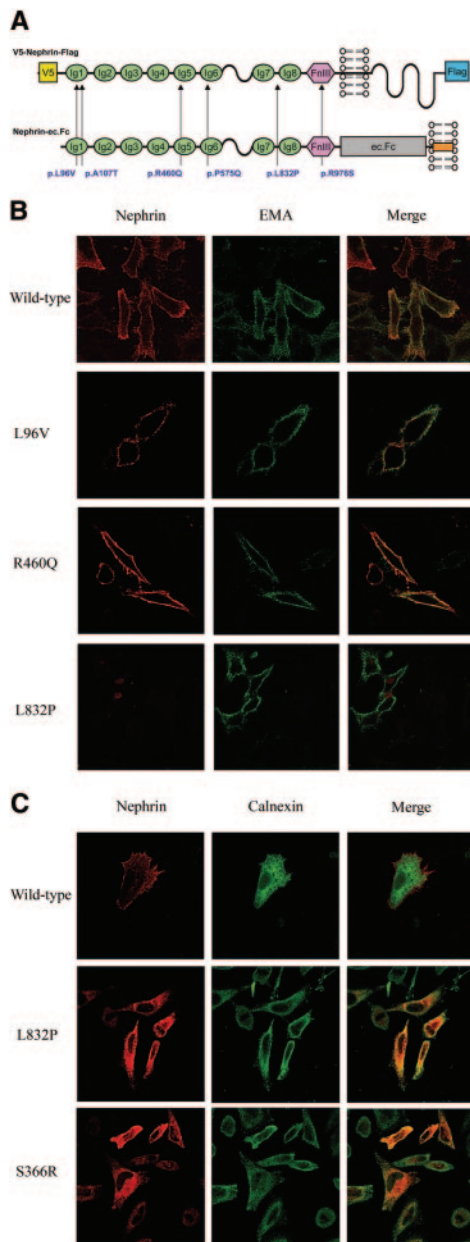 A
V5-Nephrin-Flag
V5 Ig1 Ig2 Ig3 Ig4 Ig5 Ig6 Ig7 Ig8 FnIII Flag
Nephrin-ec.Fc
Ig1 Ig2 Ig3 Ig4 Ig5 Ig6 Ig7 Ig8 FnIII ec.Fc
p.L96V p.A107T p.R460Q p.P575Q p.L832P p.R976S
B
Nephrin EMA Merge
Wild-type
L96V
R460Q
L832P
C
Nephrin Calnexin Merge
Wild-type
L832P
S366R